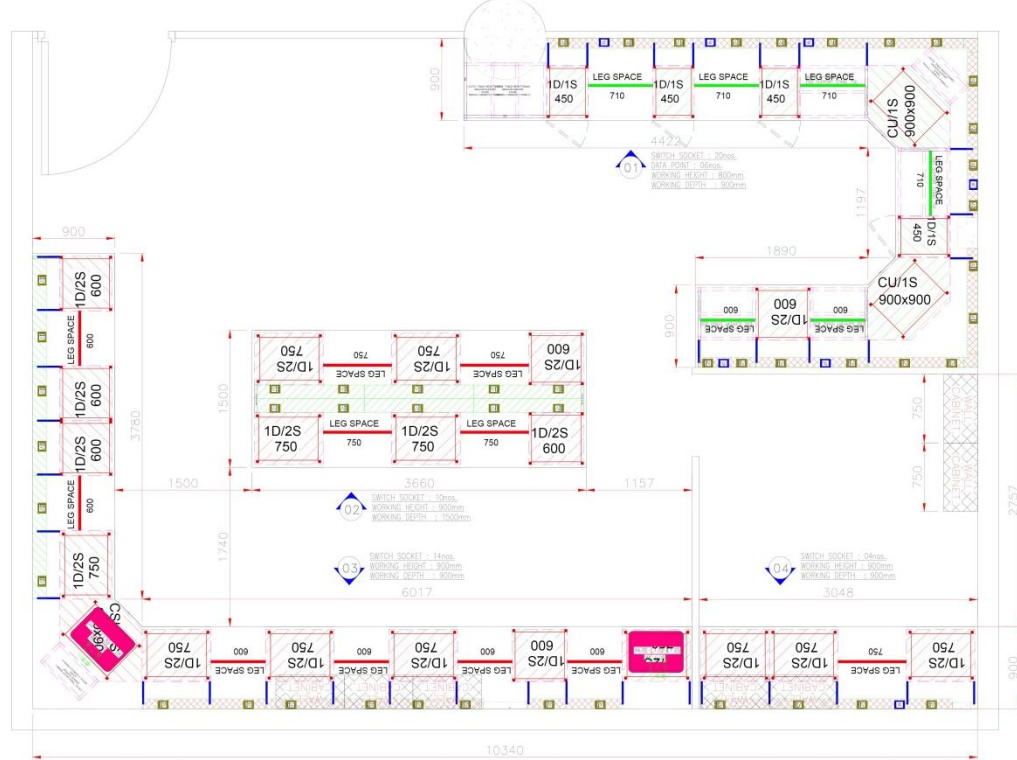 900
1D/1S
450
LEG SPACE
710
1D/1S
450
LEG SPACE
710
1D/1S
450
LEG SPACE
710
CU/1S
900x900
4422
01
SWITCH SOCKET : 20nos.
DATA POINT : 06nos.
WORKING HEIGHT : 800mm
WORKING DEPTH : 900mm
LEG SPACE
710
1197
1D/1S
450
1890
CU/1S
900x900
900
600
LEG SPACE
1D/2S
600
600
LEG SPACE
900
1D/2S
600
LEG SPACE
600
1D/2S
600
1D/2S
600
LEG SPACE
600
1D/2S
750
3780
1500
1D/2S
750
750
LEG SPACE
1D/2S
750
750
LEG SPACE
1D/2S
600
1D/2S
750
LEG SPACE
750
1D/2S
750
LEG SPACE
750
1D/2S
600
1500
3660
1157
02
SWITCH SOCKET : 10nos.
WORKING HEIGHT : 900mm
WORKING DEPTH : 1500mm
1740
03
SWITCH SOCKET : 14nos.
WORKING HEIGHT : 900mm
WORKING DEPTH : 900mm
6017
04
SWITCH SOCKET : 04nos.
WORKING HEIGHT : 900mm
WORKING DEPTH : 900mm
3048
750
WALL
CABINET
750
WALL
CABINET
2757
1D/2S
750
600
LEG SPACE
1D/2S
750
600
LEG SPACE
1D/2S
750
600
LEG SPACE
1D/2S
600
600
LEG SPACE
1D/2S
750
1D/2S
750
750
LEG SPACE
1D/2S
750
900
10340